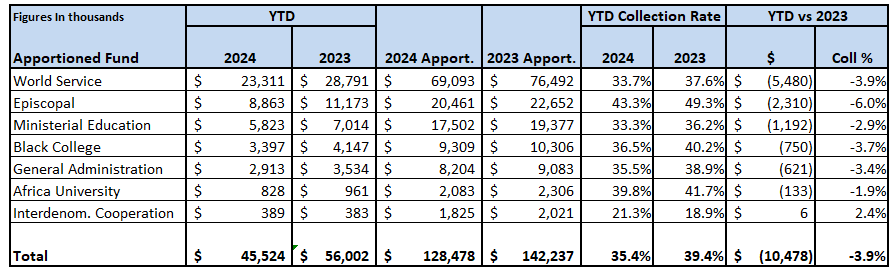 Figures In thousands YTD YTD Collection Rate YTD vs 2023
Apportioned Fund 2024 2023 2024 Apport. 2023 Apport. 2024 2023 $ Coll %
World Service $ 23,311 $ 28,791 $ 69,093 $ 76,492 33.7% 37.6% $ (5,480) -3.9%
Episcopal $ 8,863 $ 11,173 $ 20,461 $ 22,652 43.3% 49.3% $ (2,310) -6.0%
Ministerial Education $ 5,823 $ 7,014 $ 17,502 $ 19,377 33.3% 36.2% $ (1,192) -2.9%
Black College $ 3,397 $ 4,147 $ 9,309 $ 10,306 36.5% 40.2% $ (750) -3.7%
General Administration $ 2,913 $ 3,534 $ 8,204 $ 9,083 35.5% 38.9% $ (621) -3.4%
Africa University $ 828 $ 961 $ 2,083 $ 2,306 39.8% 41.7% $ (133) -1.9%
Interdenom. Cooperation $ 389 $ 383 $ 1,825 $ 2,021 21.3% 18.9% $ 6 2.4%
Total $ 45,524 $ 56,002 $ 128,478 $ 142,237 35.4% 39.4% $ (10,478) -3.9%